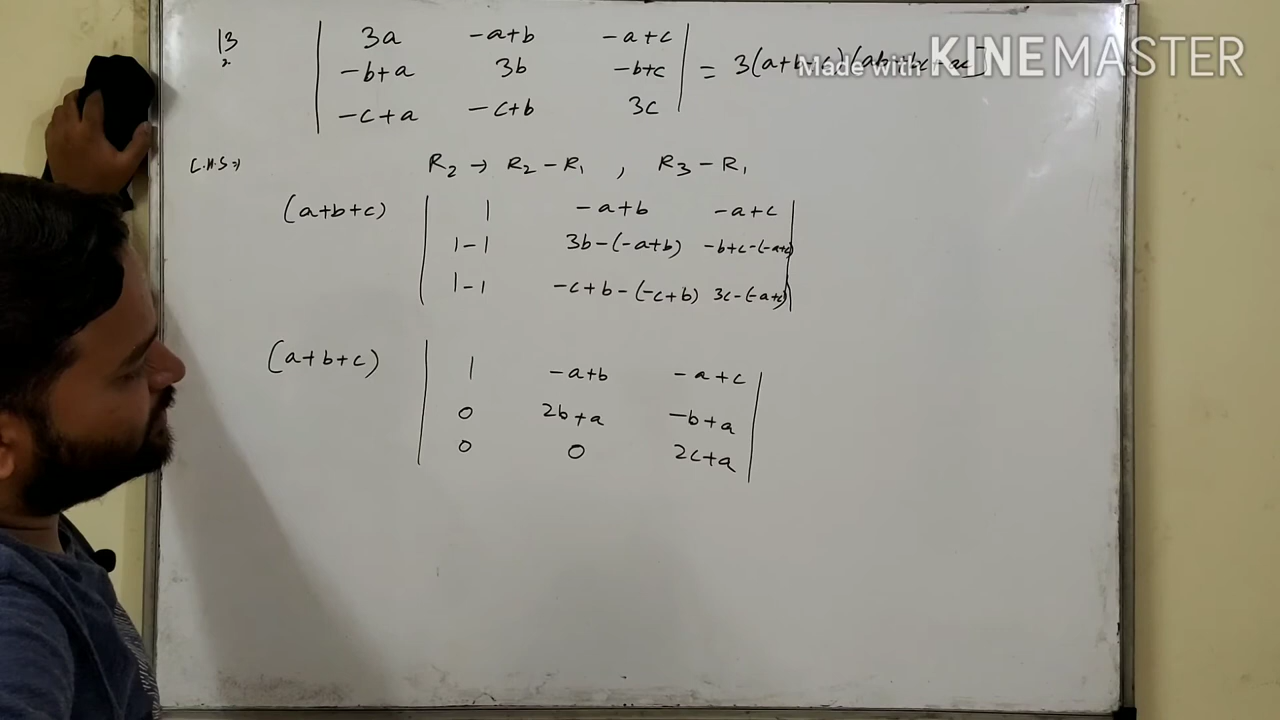 13
| 3a -a+b -a+c |
| -b+a 3b -b+c | = 3(a+b+c)
| -c+a -c+b 3c |
Made with KINEMASTER
L.H.S ⇒ R₂ → R₂ - R₁ , R₃ - R₁
(a+b+c) | 1 -a+b -a+c |
| 1-1 3b-(-a+b) -b+c-(-a+c) |
| 1-1 -c+b-(-c+b) 3c-(-a+c) |
(a+b+c) | 1 -a+b -a+c |
| 0 2b+a -b+a |
| 0 0 2c+a |